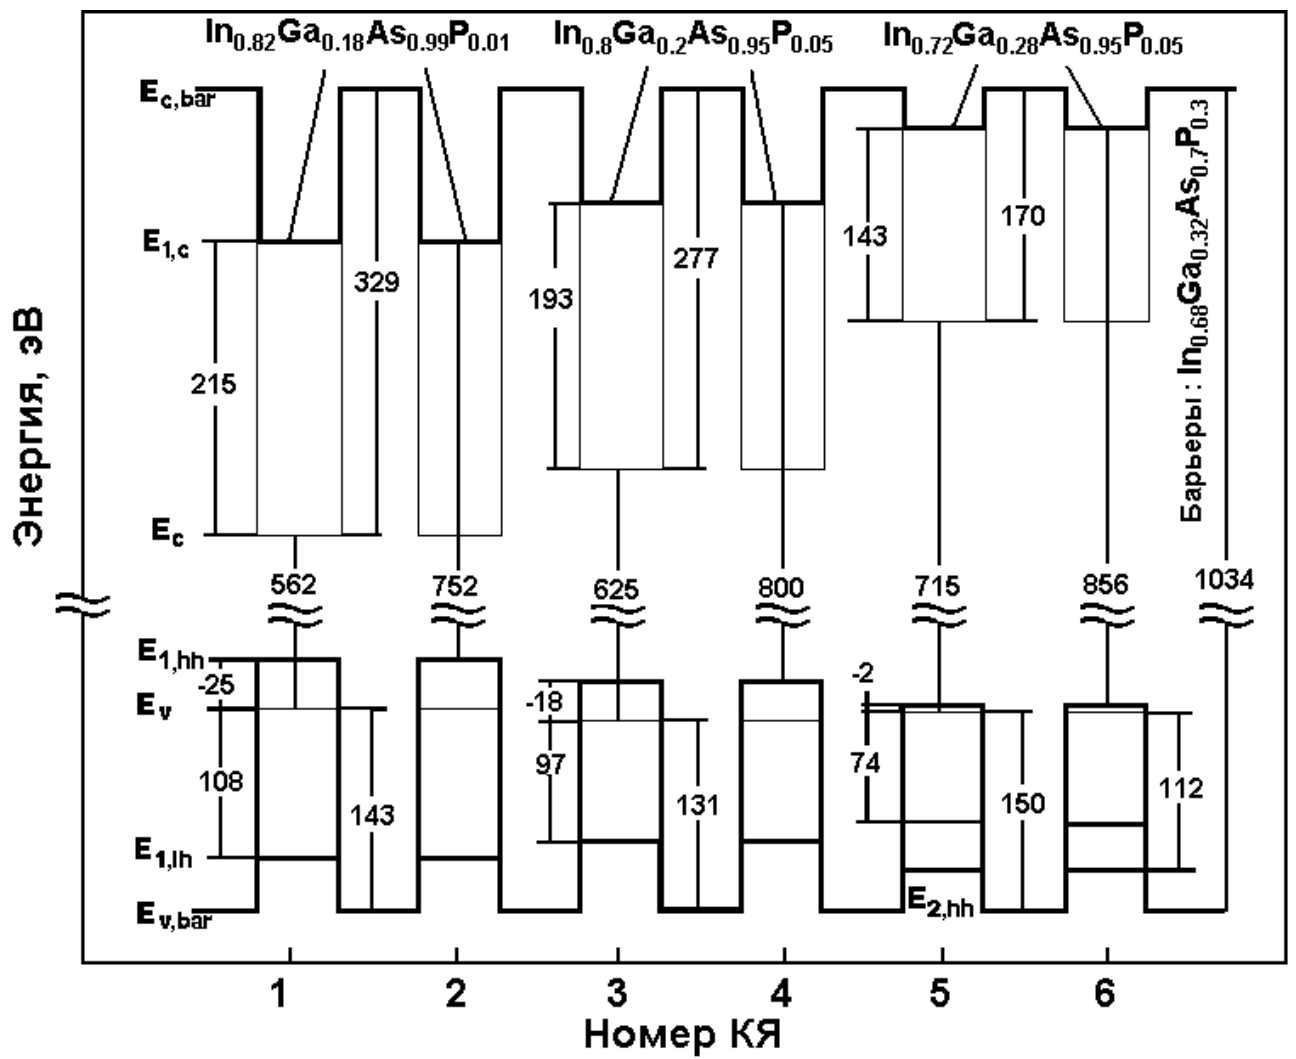 In0.82Ga0.18As0.99P0.01
In0.8Ga0.2As0.95P0.05
In0.72Ga0.28As0.95P0.05
Ec,bar
E1,c
Ec
E1,hh
Ev
E1,lh
Ev,bar
E2,hh
Энергия, эВ
Барьеры : In0.68Ga0.32As0.7P0.3
215
329
193
277
143
170
562
752
625
800
715
856
1034
-25
108
143
-18
97
131
-2
74
150
112
1
2
3
4
5
6
Номер КЯ